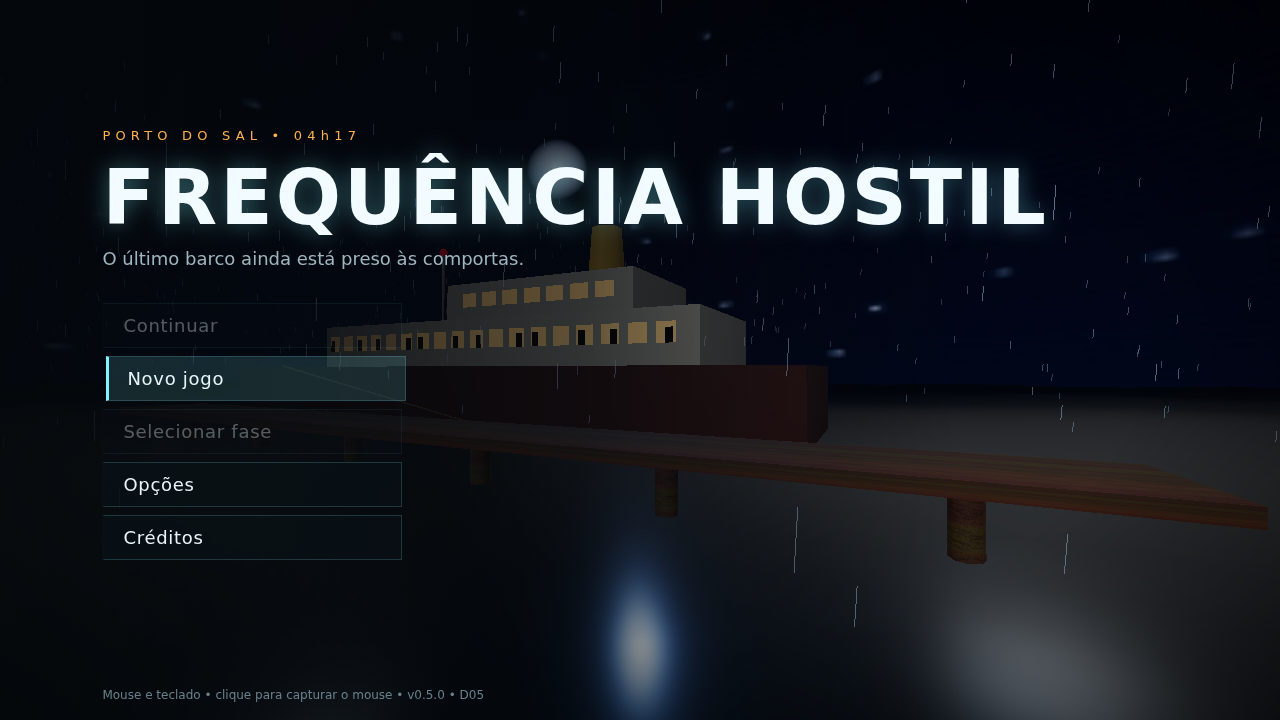 PORTO DO SAL • 04h17
FREQUÊNCIA HOSTIL
O último barco ainda está preso às comportas.
Continuar
Novo jogo
Selecionar fase
Opções
Créditos
Mouse e teclado • clique para capturar o mouse • v0.5.0 • D05